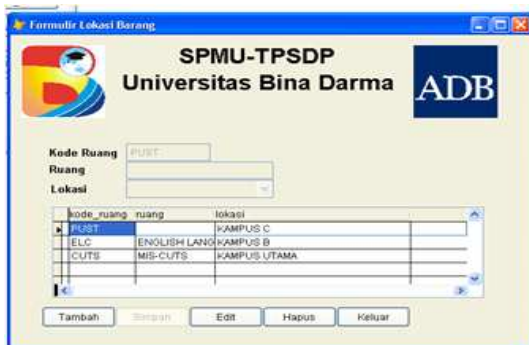 Formulir Lokasi Barang
SPMU-TPSDP
Universitas Bina Darma
ADB
Kode Ruang PUST
Ruang
Lokasi
kode_ruang ruang lokasi
PUST KAMPUS C
ELC ENGLISH LANG KAMPUS B
CUTS MIS-CUTS KAMPUS UTAMA
Tambah Simpan Edit Hapus Keluar